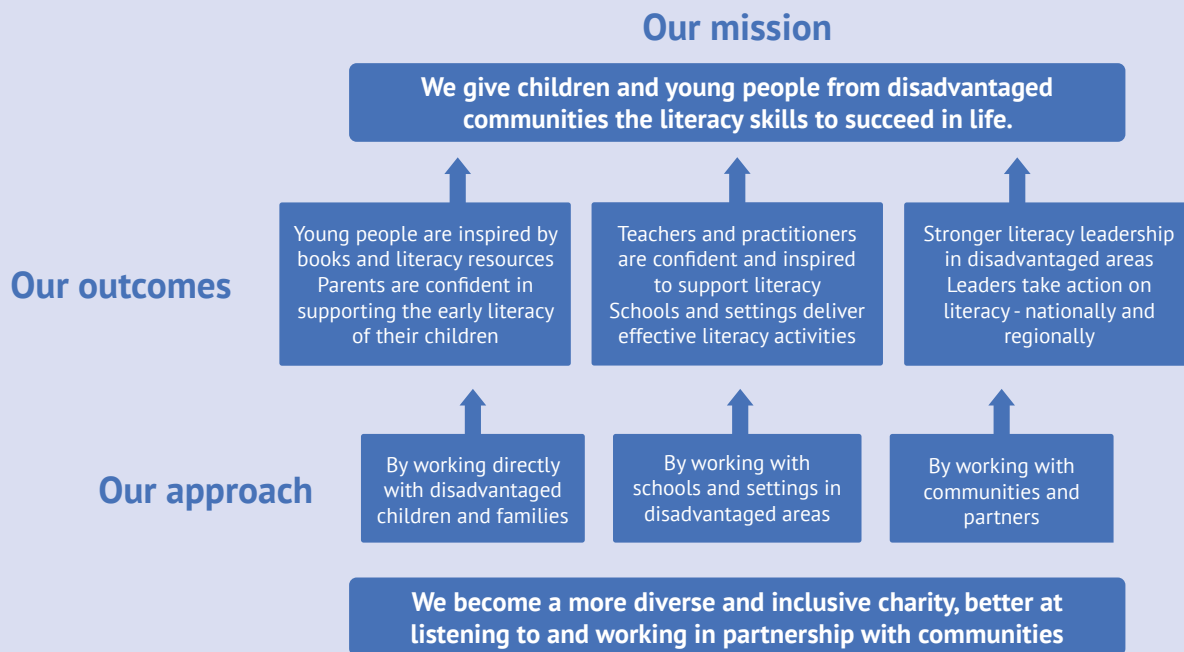 Our mission
We give children and young people from disadvantaged
communities the literacy skills to succeed in life.
Our outcomes
Young people are inspired by
books and literacy resources
Parents are confident in
supporting the early literacy
of their children
Teachers and practitioners
are confident and inspired
to support literacy
Schools and settings deliver
effective literacy activities
Stronger literacy leadership
in disadvantaged areas
Leaders take action on
literacy - nationally and
regionally
Our approach
By working directly
with disadvantaged
children and families
By working with
schools and settings in
disadvantaged areas
By working with
communities and
partners
We become a more diverse and inclusive charity, better at
listening to and working in partnership with communities